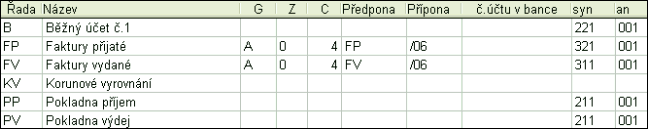 Řada Název G Z C Předpona Přípona č.účtu v bance syn an
B Běžný účet č.1 221 001
FP Faktury přijaté A 0 4 FP /06 321 001
FV Faktury vydané A 0 4 FV /06 311 001
KV Korunové vyrovnání
PP Pokladna příjem 211 001
PV Pokladna výdej 211 001